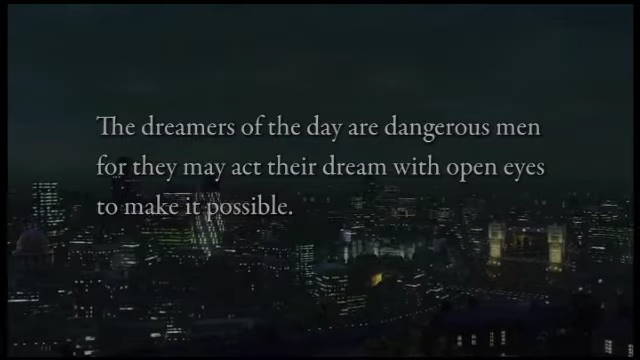 The dreamers of the day are dangerous men
for they may act their dream with open eyes
to make it possible.